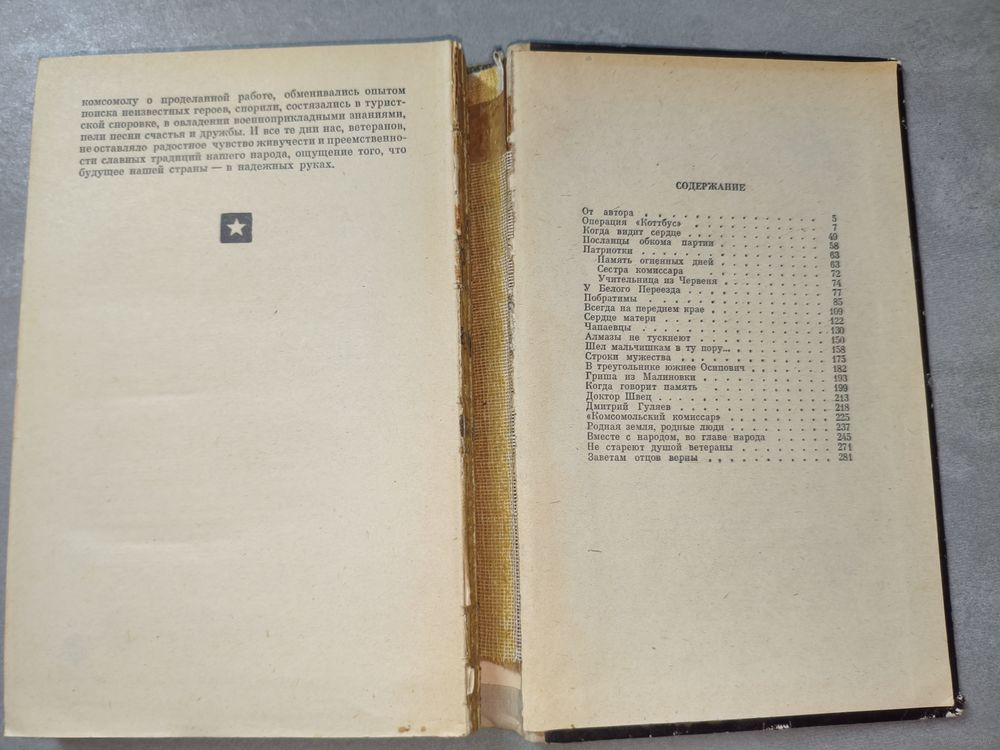 комсомолу о проделанной работе, обменивались опытом
поиска неизвестных героев, спорили, состязались в турист-
ской сноровке, в овладении военноприкладными знаниями,
пели песни счастья и дружбы. И все те дни нас, ветеранов,
не оставляло радостное чувство живучести и преемственно-
сти славных традиций нашего народа, ощущение того, что
будущее нашей страны — в надежных руках.
СОДЕРЖАНИЕ
От автора . . . . . . . . . . . . 5
Операция «Коттбус» . . . . . . . . . . 7
Когда видит сердце . . . . . . . . . . 49
Посланцы обкома партии . . . . . . . . 58
Патриотки . . . . . . . . . . . . 63
Память огненных дней . . . . . . . . 63
Сестра комиссара . . . . . . . . . 72
Учительница из Червеня . . . . . . . 74
У Белого Переезда . . . . . . . . . . 77
Побратимы . . . . . . . . . . . . 85
Всегда на переднем крае . . . . . . . . 109
Сердце матери . . . . . . . . . . . 122
Чапаевцы . . . . . . . . . . . . 130
Алмазы не тускнеют . . . . . . . . . 150
Шел мальчишкам в ту пору... . . . . . . . 158
Строки мужества . . . . . . . . . . 175
В треугольнике южнее Осипович . . . . . . 182
Гриша из Малиновки . . . . . . . . . 193
Когда говорит память . . . . . . . . . 199
Доктор Швец . . . . . . . . . . . 213
Дмитрий Гуляев . . . . . . . . . . 218
«Комсомольский комиссар» . . . . . . . . 225
Родная земля, родные люди . . . . . . . 237
Вместе с народом, во главе народа . . . . . 245
Не стареют душой ветераны . . . . . . . 271
Заветам отцов верны . . . . . . . . . 281